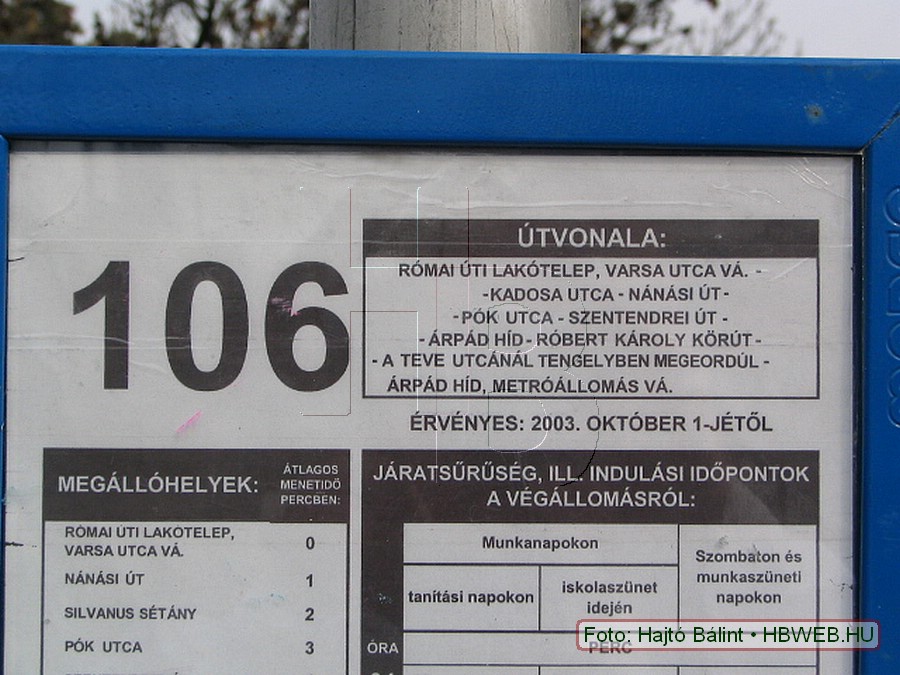 106
ÚTVONALA:
RÓMAI ÚTI LAKÓTELEP, VARSA UTCA VÁ. -
-KADOSA UTCA - NÁNÁSI ÚT-
-PÓK UTCA - SZENTENDREI ÚT -
- ÁRPÁD HÍD - RÓBERT KÁROLY KÖRÚT-
- A TEVE UTCÁNÁL TENGELYBEN MEGEORDÚL -
ÁRPÁD HÍD, METRÓÁLLOMÁS VÁ.
ÉRVÉNYES: 2003. OKTÓBER 1-JÉTŐL
MEGÁLLÓHELYEK:
ÁTLAGOS
MENETIDŐ
PERCBEN:
RÓMAI ÚTI LAKÓTELEP,
VARSA UTCA VÁ. 0
NÁNÁSI ÚT 1
SILVANUS SÉTÁNY 2
PÓK UTCA 3
JÁRATSŰRŰSÉG, ILL. INDULÁSI IDŐPONTOK
A VÉGÁLLOMÁSRÓL:
Munkanapokon
Szombaton és
munkaszüneti
napokon
tanítási napokon
iskolaszünet
idején
ÓRA
PERC
Foto: Hajtó Bálint • HBWEB.HU